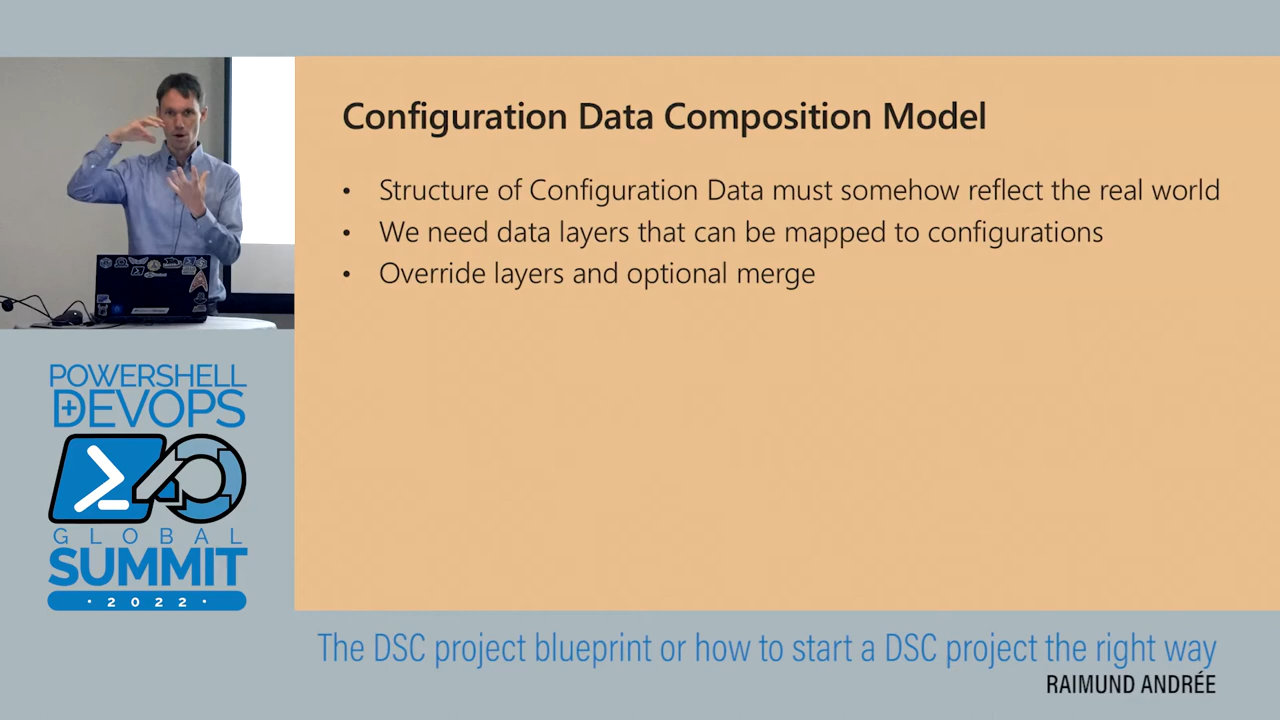 Configuration Data Composition Model
• Structure of Configuration Data must somehow reflect the real world
• We need data layers that can be mapped to configurations
• Override layers and optional merge
POWERSHELL
DEVOPS
GLOBAL
SUMMIT
· 2022 ·
The DSC project blueprint or how to start a DSC project the right way
RAIMUND ANDRÉE